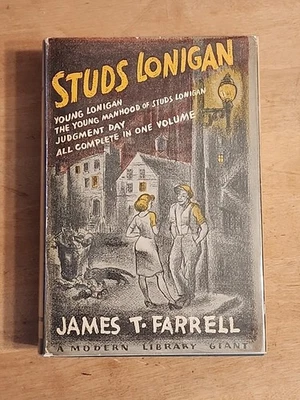 STUDS LONIGAN
YOUNG LONIGAN
THE YOUNG MANHOOD OF STUDS LONIGAN
JUDGMENT DAY
ALL COMPLETE IN ONE VOLUME
JAMES T. FARRELL
A MODERN LIBRARY GIANT